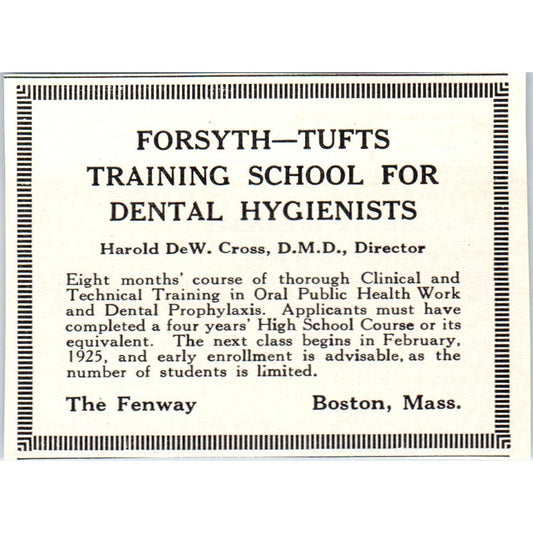 FORSYTH—TUFTS
TRAINING SCHOOL FOR
DENTAL HYGIENISTS
Harold DeW. Cross, D.M.D., Director
Eight months' course of thorough Clinical and
Technical Training in Oral Public Health Work
and Dental Prophylaxis. Applicants must have
completed a four years' High School Course or its
equivalent. The next class begins in February,
1925, and early enrollment is advisable, as the
number of students is limited.
The Fenway Boston, Mass.